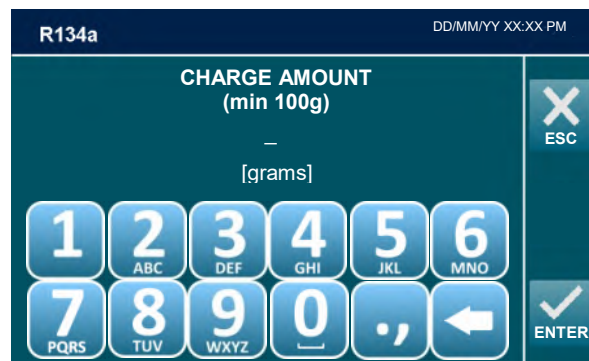 R134a DD/MM/YY XX:XX PM
CHARGE AMOUNT
(min 100g)
_
[grams]
ESC
1 2 3 4 5 6
ABC DEF GHI JKL MNO
7 8 9 0 .,
PQRS TUV WXYZ
ENTER